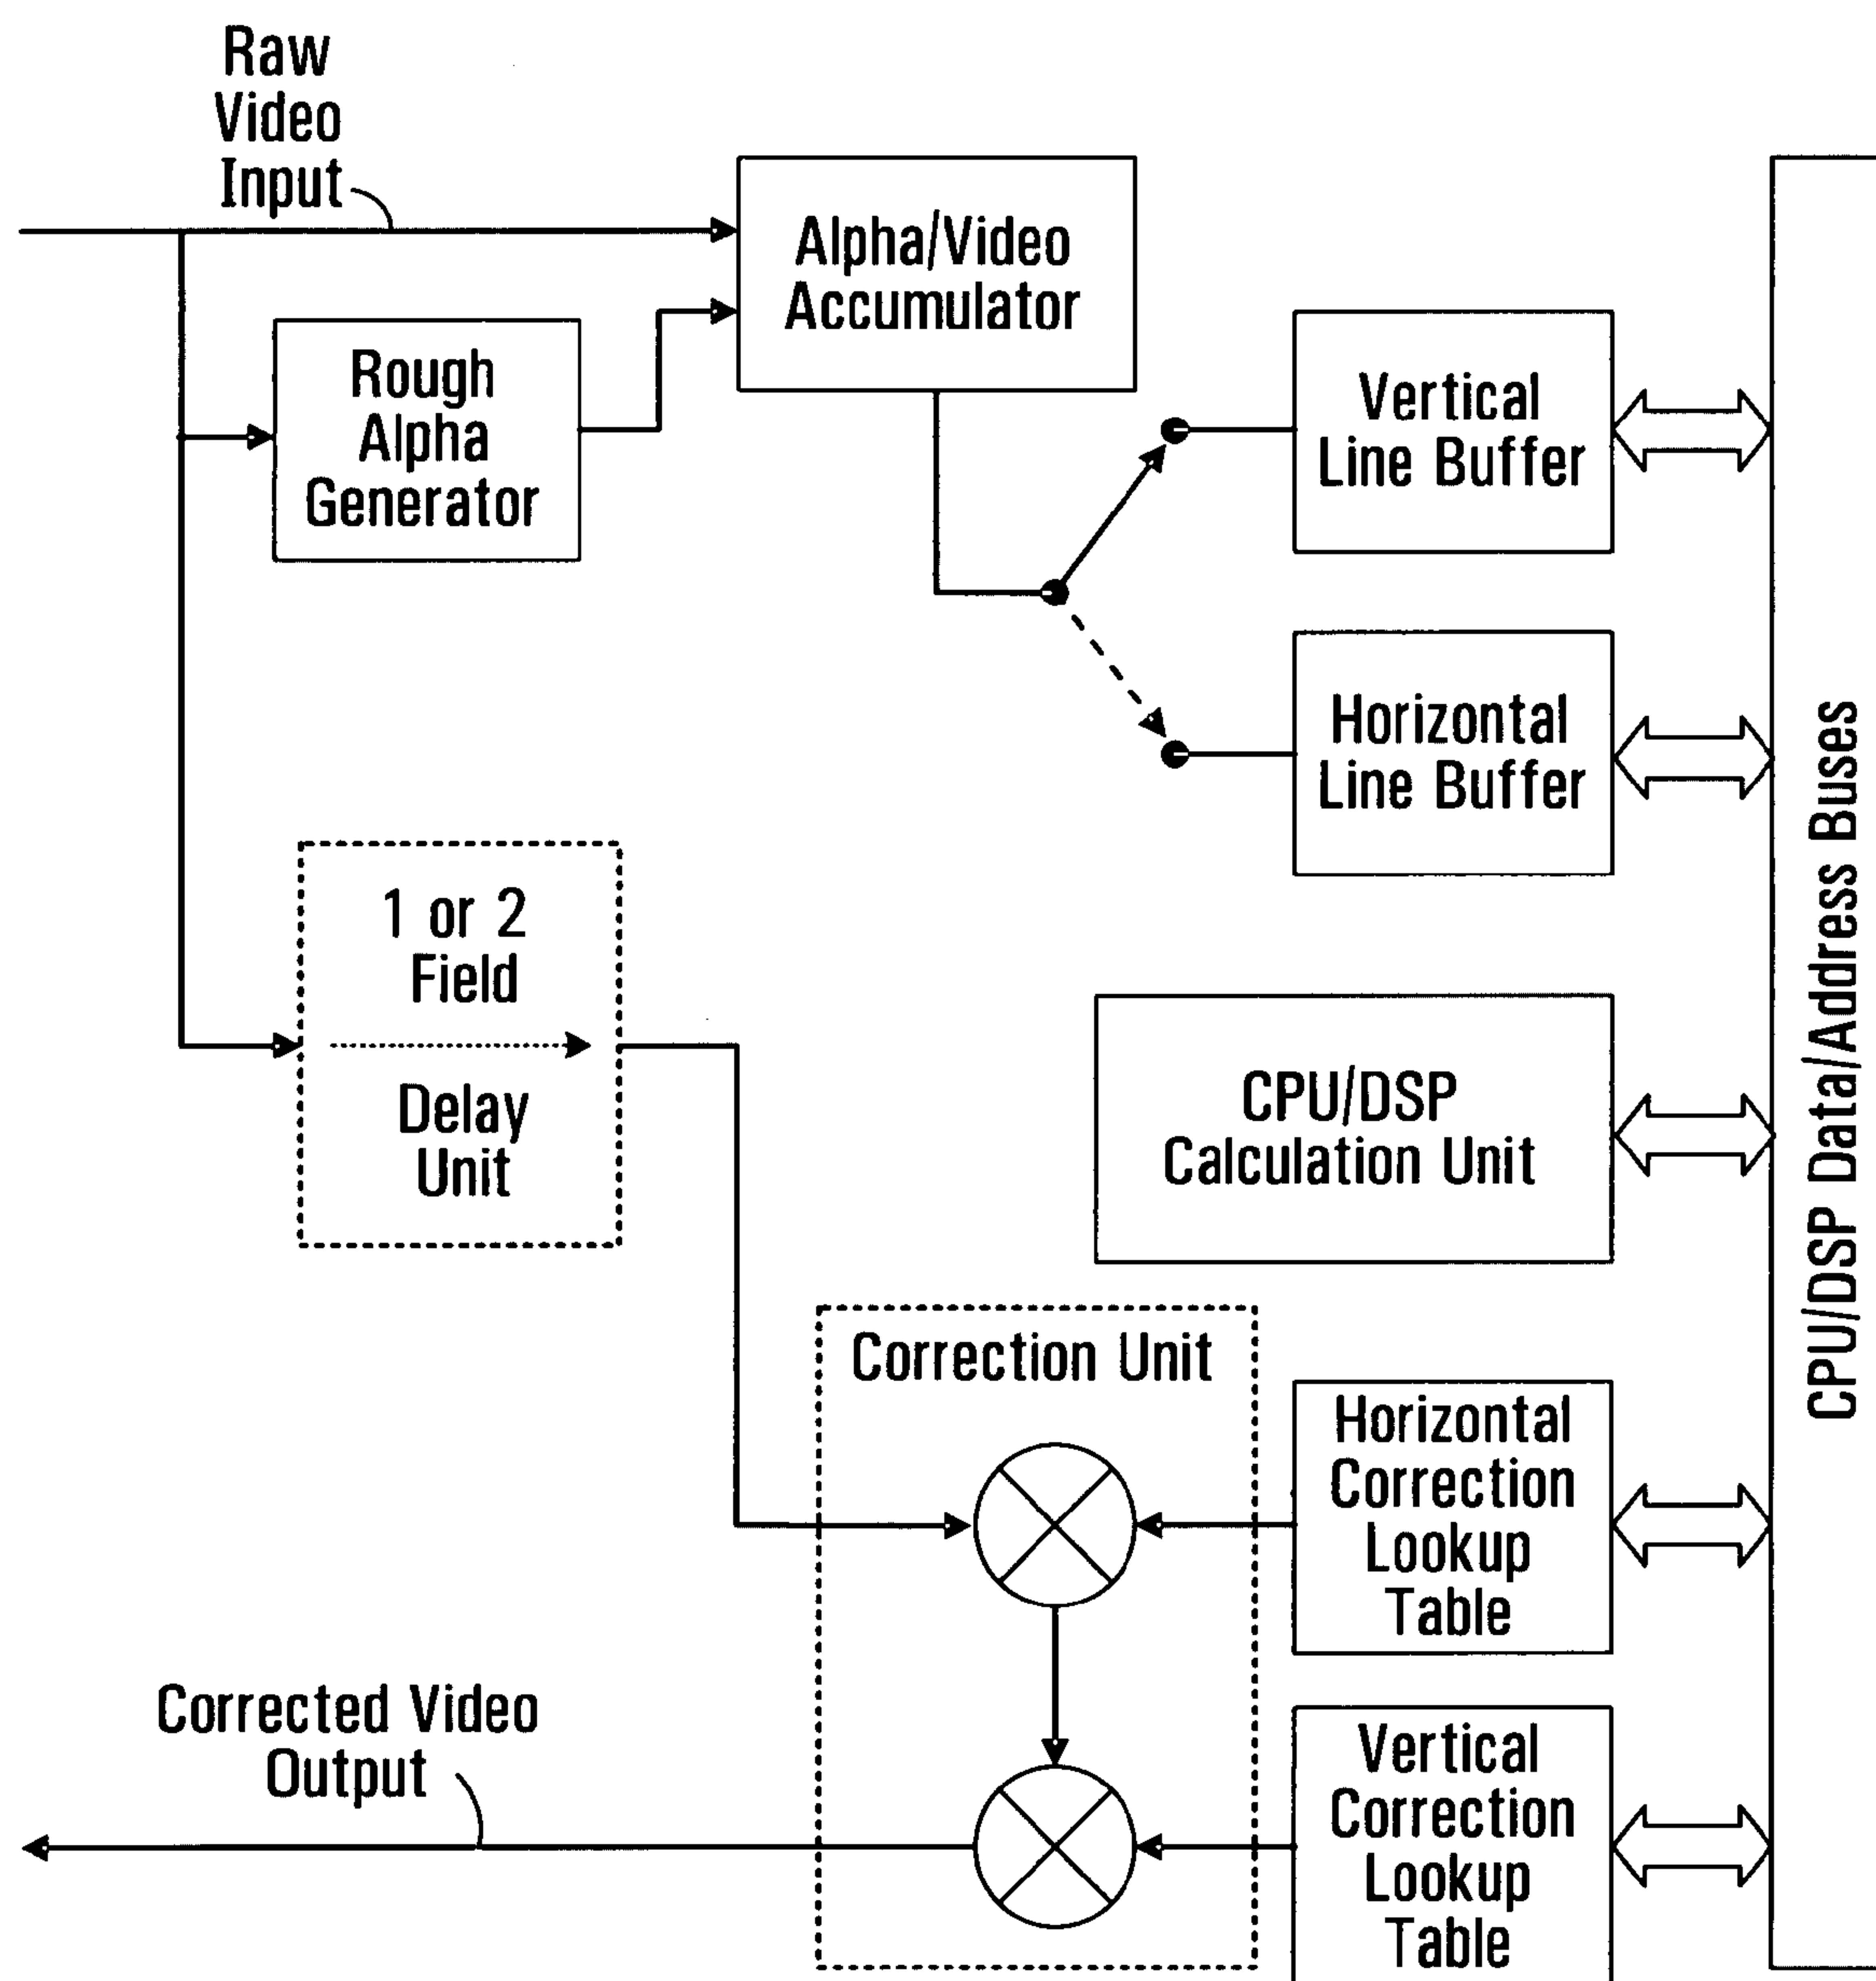 Raw
Video
Input
Alpha/Video
Accumulator
Rough
Alpha
Generator
Vertical
Line Buffer
Horizontal
Line Buffer
1 or 2
Field
Delay
Unit
CPU/DSP
Calculation Unit
CPU/DSP Data/Address Buses
Correction Unit
Horizontal
Correction
Lookup
Table
Corrected Video
Output
Vertical
Correction
Lookup
Table